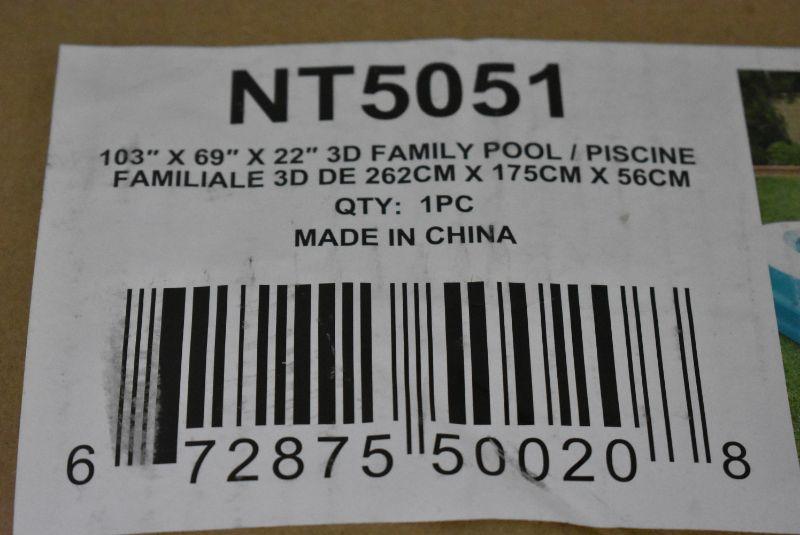 NT5051
103" X 69" X 22" 3D FAMILY POOL / PISCINE
FAMILIALE 3D DE 262CM X 175CM X 56CM
QTY: 1PC
MADE IN CHINA
6 72875 50020 8